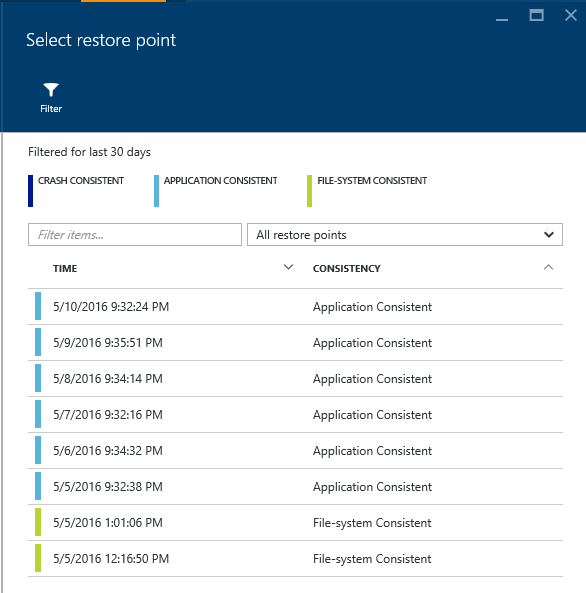 Select restore point
Filter
Filtered for last 30 days
CRASH CONSISTENT APPLICATION CONSISTENT FILE-SYSTEM CONSISTENT
Filter items... All restore points
TIME CONSISTENCY
5/10/2016 9:32:24 PM Application Consistent
5/9/2016 9:35:51 PM Application Consistent
5/8/2016 9:34:14 PM Application Consistent
5/7/2016 9:32:16 PM Application Consistent
5/6/2016 9:34:32 PM Application Consistent
5/5/2016 9:32:38 PM Application Consistent
5/5/2016 1:01:06 PM File-system Consistent
5/5/2016 12:16:50 PM File-system Consistent